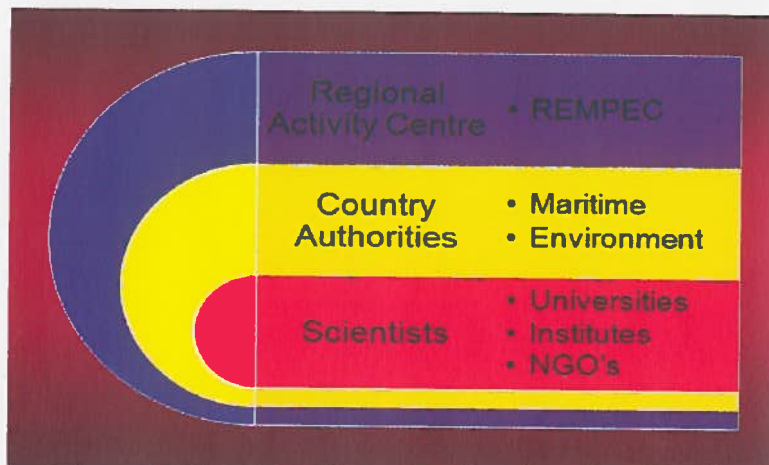 Regional
Activity Centre
• REMPEC
Country
Authorities
• Maritime
• Environment
Scientists
• Universities
• Institutes
• NGO's